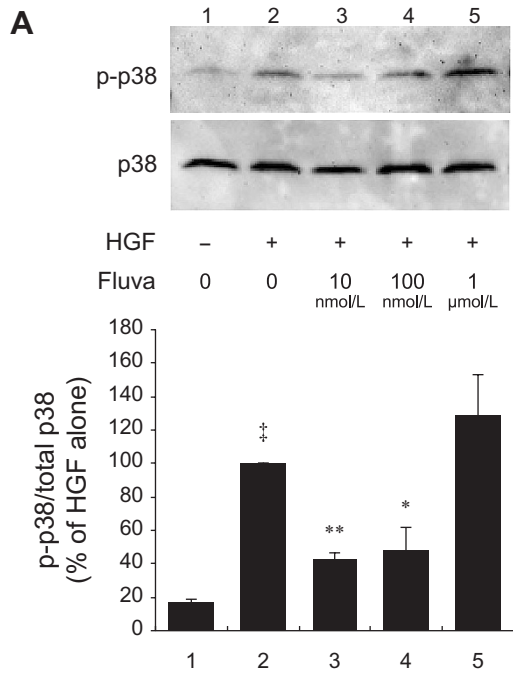 A
1 2 3 4 5
p-p38
p38
HGF – + + + +
Fluva 0 0 10 100 1
nmol/L nmol/L µmol/L
p-p38/total p38
(% of HGF alone)
180
160
140
120
100
80
60
40
20
0
‡
** 
*
1 2 3 4 5